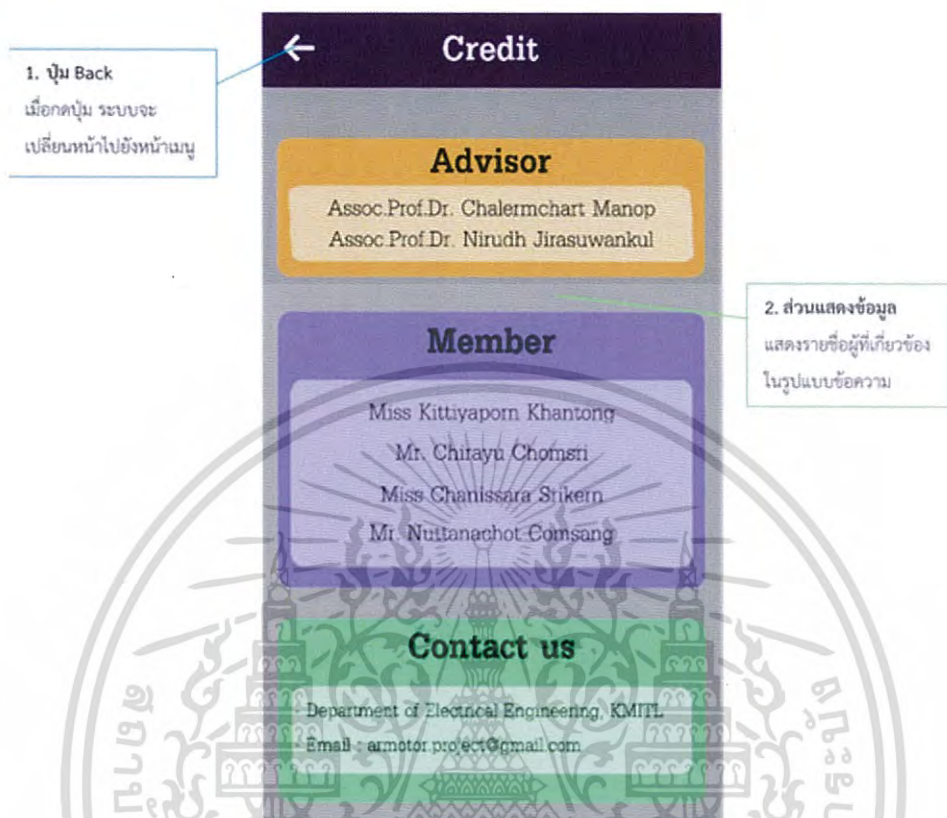 Credit
1. ปุ่ม Back
เมื่อกดปุ่ม ระบบจะ
เปลี่ยนหน้าไปยังหน้าเมนู
Advisor
Assoc.Prof.Dr. Chalermchart Manop
Assoc.Prof.Dr. Nirudh Jirasuwankul
2. ส่วนแสดงข้อมูล
แสดงรายชื่อผู้ที่เกี่ยวข้อง
ในรูปแบบข้อความ
Member
Miss Kittiyaporn Khantong
Mr. Chirayu Chomsri
Miss Chanissara Srikern
Mr. Nuttanachot Comsang
Contact us
- Department of Electrical Engineering, KMITL
- Email : armotor.project@gmail.com